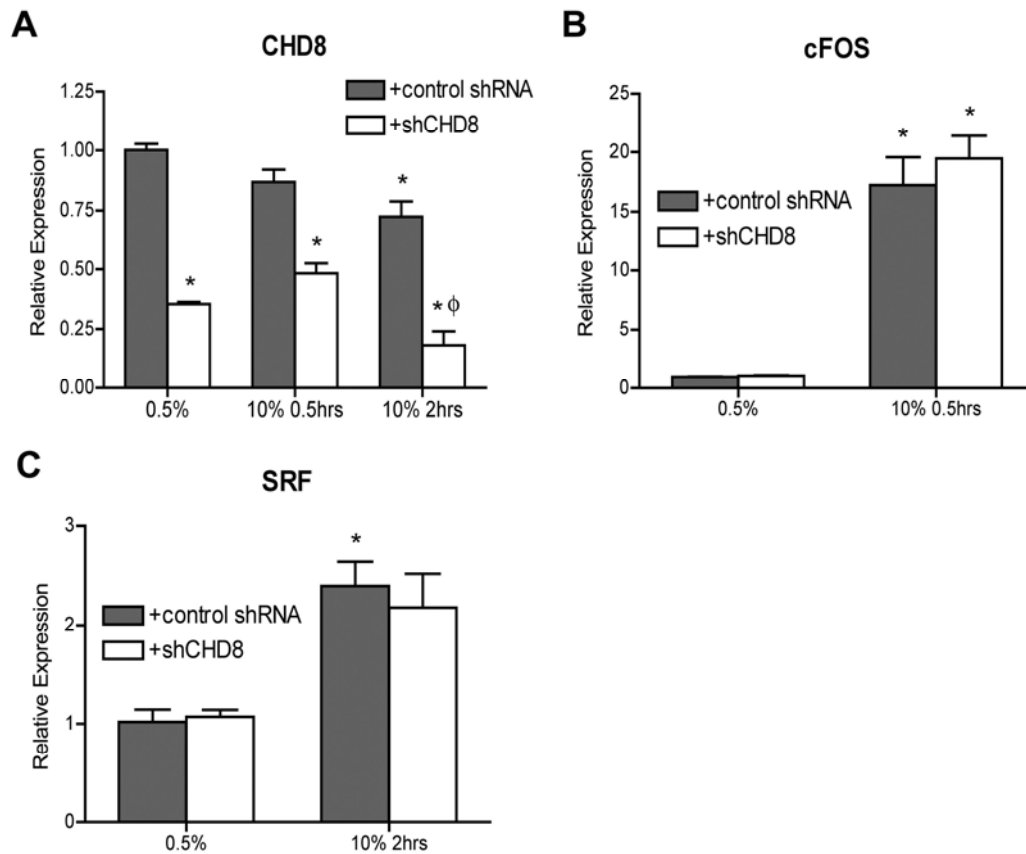 A
CHD8
+control shRNA
+shCHD8
Relative Expression
1.25
1.00
0.75
0.50
0.25
0.00
*
*
*
* ϕ
0.5%
10% 0.5hrs
10% 2hrs
B
cFOS
+control shRNA
+shCHD8
Relative Expression
25
20
15
10
5
0
*
*
0.5%
10% 0.5hrs
C
SRF
+control shRNA
+shCHD8
Relative Expression
3
2
1
0
*
0.5%
10% 2hrs